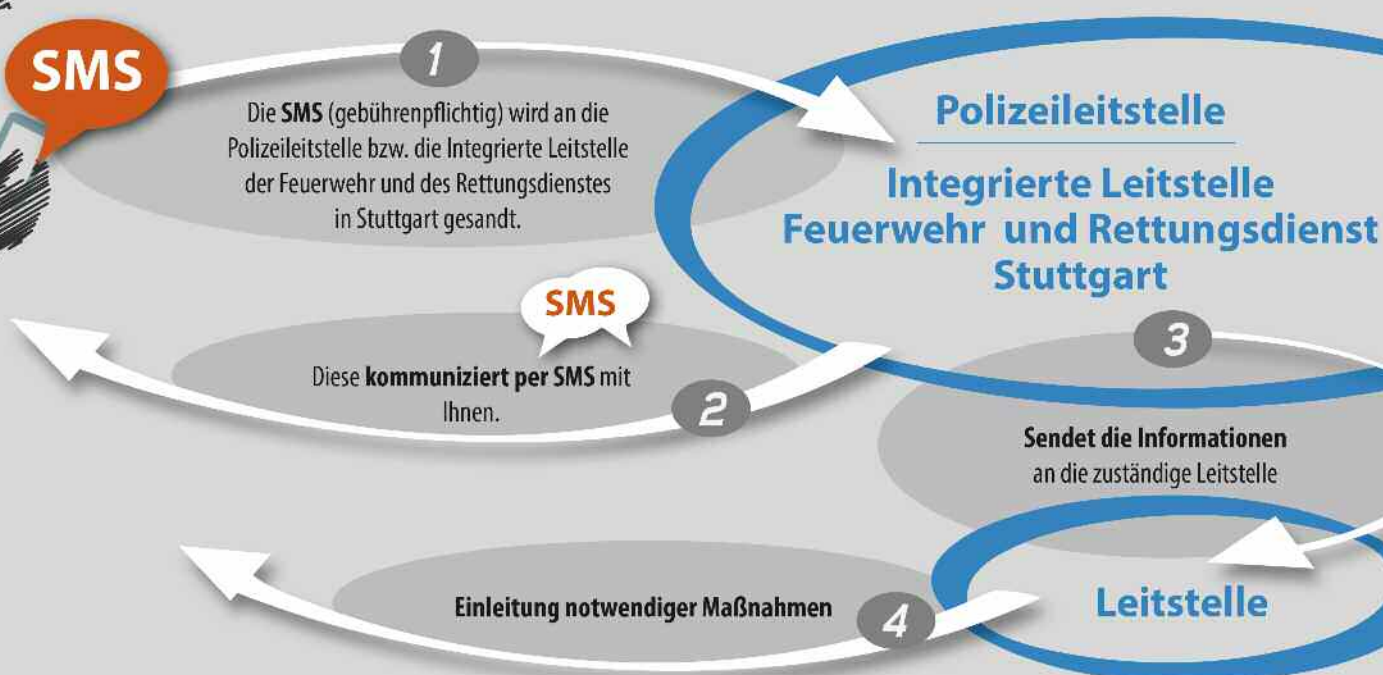 SMS
1
Die SMS (gebührenpflichtig) wird an die
Polizeileitstelle bzw. die Integrierte Leitstelle
der Feuerwehr und des Rettungsdienstes
in Stuttgart gesandt.
Polizeileitstelle
Integrierte Leitstelle
Feuerwehr und Rettungsdienst
Stuttgart
SMS
Diese kommuniziert per SMS mit
Ihnen.
2
3
Sendet die Informationen
an die zuständige Leitstelle
Einleitung notwendiger Maßnahmen
4
Leitstelle